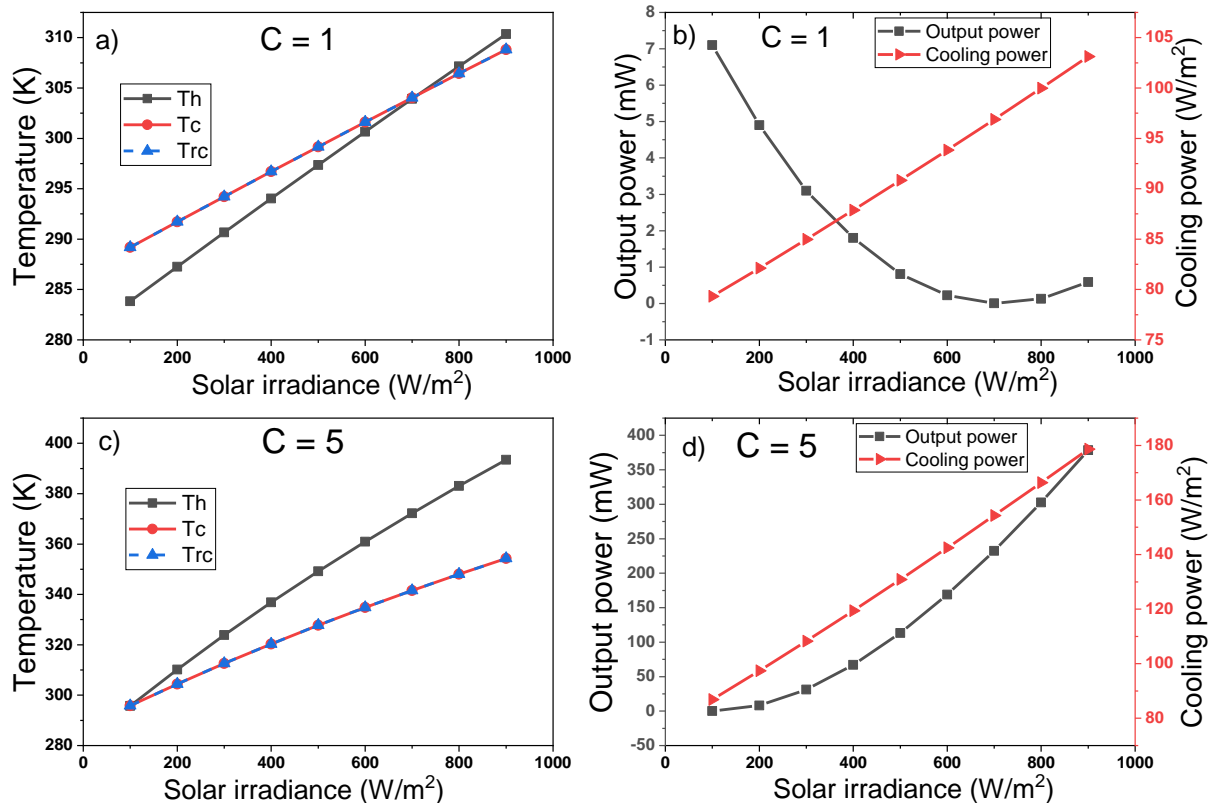 a)
C = 1
Th
Tc
Trc
Temperature (K)
310
305
300
295
290
285
280
0
200
400
600
800
1000
Solar irradiance (W/m²)
b)
C = 1
Output power
Cooling power
Output power (mW)
8
7
6
5
4
3
2
1
0
-1
Cooling power (W/m²)
105
100
95
90
85
80
75
0
200
400
600
800
1000
Solar irradiance (W/m²)
c)
C = 5
Th
Tc
Trc
Temperature (K)
400
380
360
340
320
300
280
0
200
400
600
800
1000
Solar irradiance (W/m²)
d)
C = 5
Output power
Cooling power
Output power (mW)
400
350
300
250
200
150
100
50
0
-50
Cooling power (W/m²)
180
160
140
120
100
80
0
200
400
600
800
1000
Solar irradiance (W/m²)